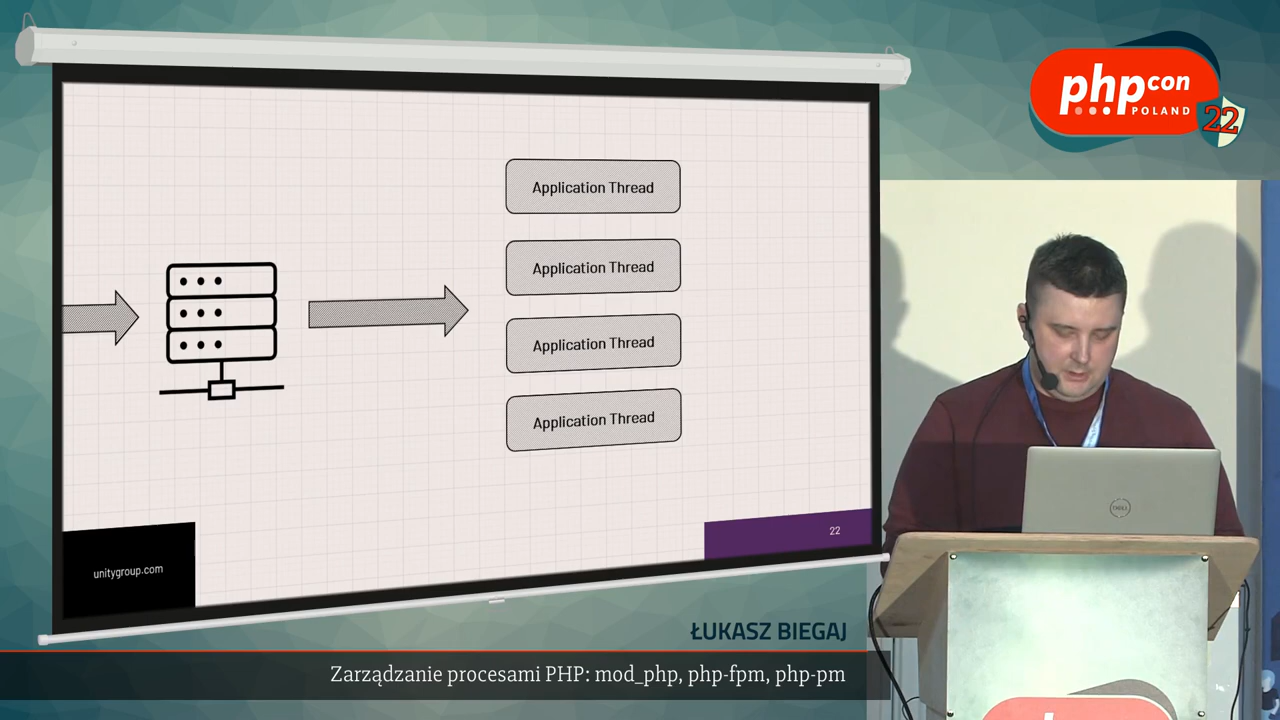 php con
POLAND
22
Application Thread
Application Thread
Application Thread
Application Thread
22
unitygroup.com
DELL
ŁUKASZ BIEGAJ
Zarządzanie procesami PHP: mod_php, php-fpm, php-pm